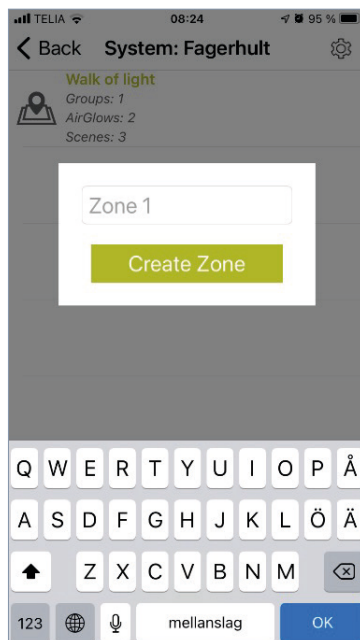 TELIA 08:24 95 %
Back System: Fagerhult
Walk of light
Groups: 1
AirGlows: 2
Scenes: 3
Zone 1
Create Zone
Q W E R T Y U I O P Å
A S D F G H J K L Ö Ä
Z X C V B N M
123 mellanslag OK